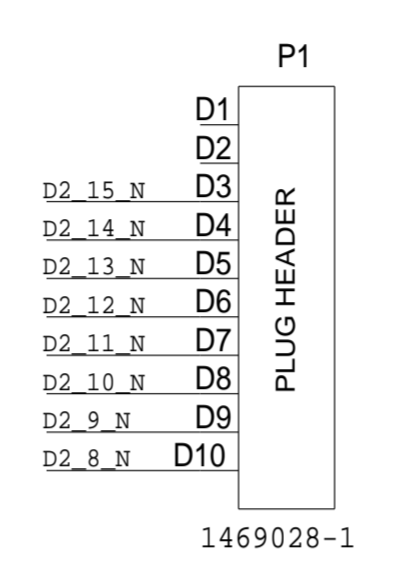 P1
D1
D2
D2_15_N D3
D2_14_N D4
D2_13_N D5
D2_12_N D6
D2_11_N D7
D2_10_N D8
D2_9_N D9
D2_8_N D10
PLUG HEADER
1469028-1